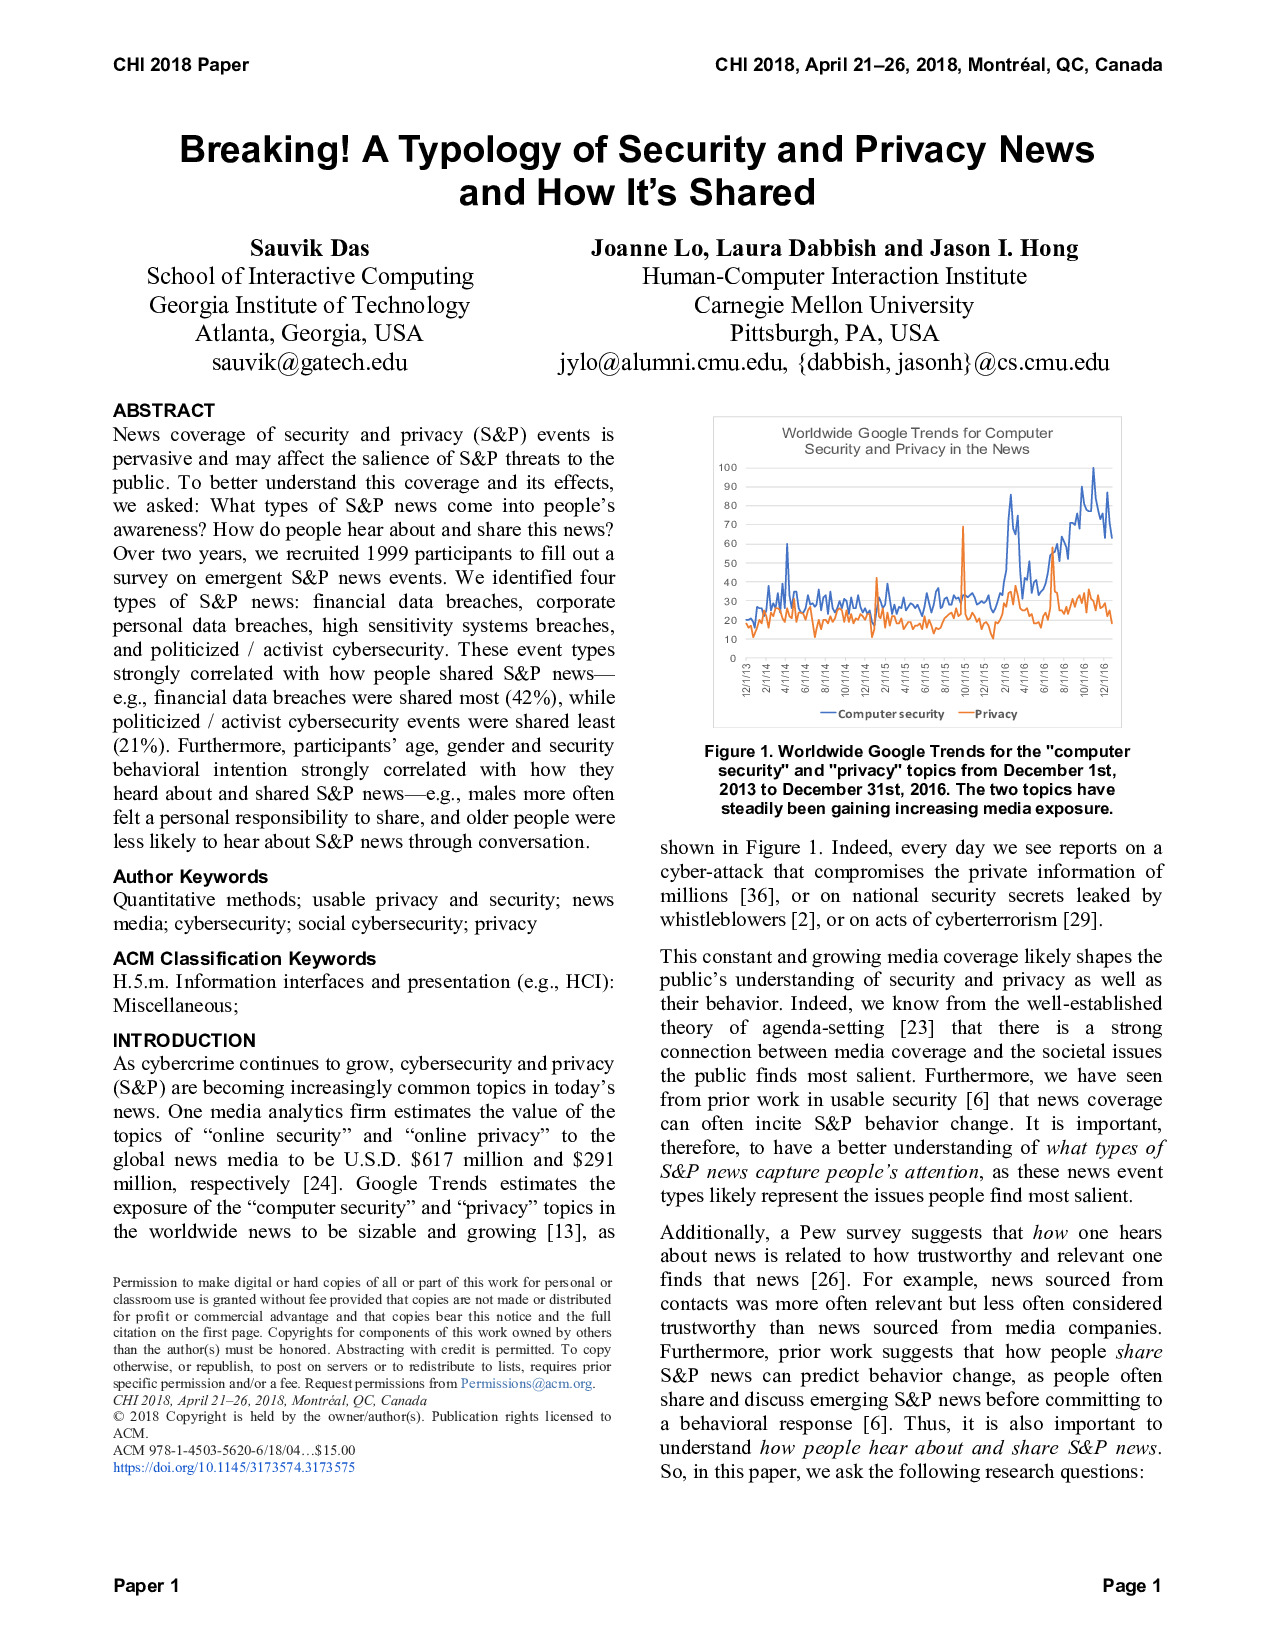 CHI 2018 Paper
CHI 2018, April 21–26, 2018, Montréal, QC, Canada
Breaking! A Typology of Security and Privacy News
and How It’s Shared
Sauvik Das
School of Interactive Computing
Georgia Institute of Technology
Atlanta, Georgia, USA
sauvik@gatech.edu
Joanne Lo, Laura Dabbish and Jason I. Hong
Human-Computer Interaction Institute
Carnegie Mellon University
Pittsburgh, PA, USA
jylo@alumni.cmu.edu, {dabbish, jasonh}@cs.cmu.edu
ABSTRACT
News coverage of security and privacy (S&P) events is
pervasive and may affect the salience of S&P threats to the
public. To better understand this coverage and its effects,
we asked: What types of S&P news come into people’s
awareness? How do people hear about and share this news?
Over two years, we recruited 1999 participants to fill out a
survey on emergent S&P news events. We identified four
types of S&P news: financial data breaches, corporate
personal data breaches, high sensitivity systems breaches,
and politicized / activist cybersecurity. These event types
strongly correlated with how people shared S&P news—
e.g., financial data breaches were shared most (42%), while
politicized / activist cybersecurity events were shared least
(21%). Furthermore, participants’ age, gender and security
behavioral intention strongly correlated with how they
heard about and shared S&P news—e.g., males more often
felt a personal responsibility to share, and older people were
less likely to hear about S&P news through conversation.
Author Keywords
Quantitative methods; usable privacy and security; news
media; cybersecurity; social cybersecurity; privacy
ACM Classification Keywords
H.5.m. Information interfaces and presentation (e.g., HCI):
Miscellaneous;
INTRODUCTION
As cybercrime continues to grow, cybersecurity and privacy
(S&P) are becoming increasingly common topics in today’s
news. One media analytics firm estimates the value of the
topics of “online security” and “online privacy” to the
global news media to be U.S.D. $617 million and $291
million, respectively [24]. Google Trends estimates the
exposure of the “computer security” and “privacy” topics in
the worldwide news to be sizable and growing [13], as
Permission to make digital or hard copies of all or part of this work for personal or
classroom use is granted without fee provided that copies are not made or distributed
for profit or commercial advantage and that copies bear this notice and the full
citation on the first page. Copyrights for components of this work owned by others
than the author(s) must be honored. Abstracting with credit is permitted. To copy
otherwise, or republish, to post on servers or to redistribute to lists, requires prior
specific permission and/or a fee. Request permissions from Permissions@acm.org.
CHI 2018, April 21–26, 2018, Montréal, QC, Canada
© 2018 Copyright is held by the owner/author(s). Publication rights licensed to
ACM.
ACM 978-1-4503-5620-6/18/04…$15.00
https://doi.org/10.1145/3173574.3173575
Worldwide Google Trends for Computer
Security and Privacy in the News
100
90
80
70
60
50
40
30
20
10
0
12/1/13
2/1/14
4/1/14
6/1/14
8/1/14
10/1/14
12/1/14
2/1/15
4/1/15
6/1/15
8/1/15
10/1/15
12/1/15
2/1/16
4/1/16
6/1/16
8/1/16
10/1/16
12/1/16
Computer security Privacy
Figure 1. Worldwide Google Trends for the "computer
security" and "privacy" topics from December 1st,
2013 to December 31st, 2016. The two topics have
steadily been gaining increasing media exposure.
shown in Figure 1. Indeed, every day we see reports on a
cyber-attack that compromises the private information of
millions [36], or on national security secrets leaked by
whistleblowers [2], or on acts of cyberterrorism [29].
This constant and growing media coverage likely shapes the
public’s understanding of security and privacy as well as
their behavior. Indeed, we know from the well-established
theory of agenda-setting [23] that there is a strong
connection between media coverage and the societal issues
the public finds most salient. Furthermore, we have seen
from prior work in usable security [6] that news coverage
can often incite S&P behavior change. It is important,
therefore, to have a better understanding of what types of
S&P news capture people’s attention, as these news event
types likely represent the issues people find most salient.
Additionally, a Pew survey suggests that how one hears
about news is related to how trustworthy and relevant one
finds that news [26]. For example, news sourced from
contacts was more often relevant but less often considered
trustworthy than news sourced from media companies.
Furthermore, prior work suggests that how people share
S&P news can predict behavior change, as people often
share and discuss emerging S&P news before committing to
a behavioral response [6]. Thus, it is also important to
understand how people hear about and share S&P news.
So, in this paper, we ask the following research questions:
Paper 1
Page 1